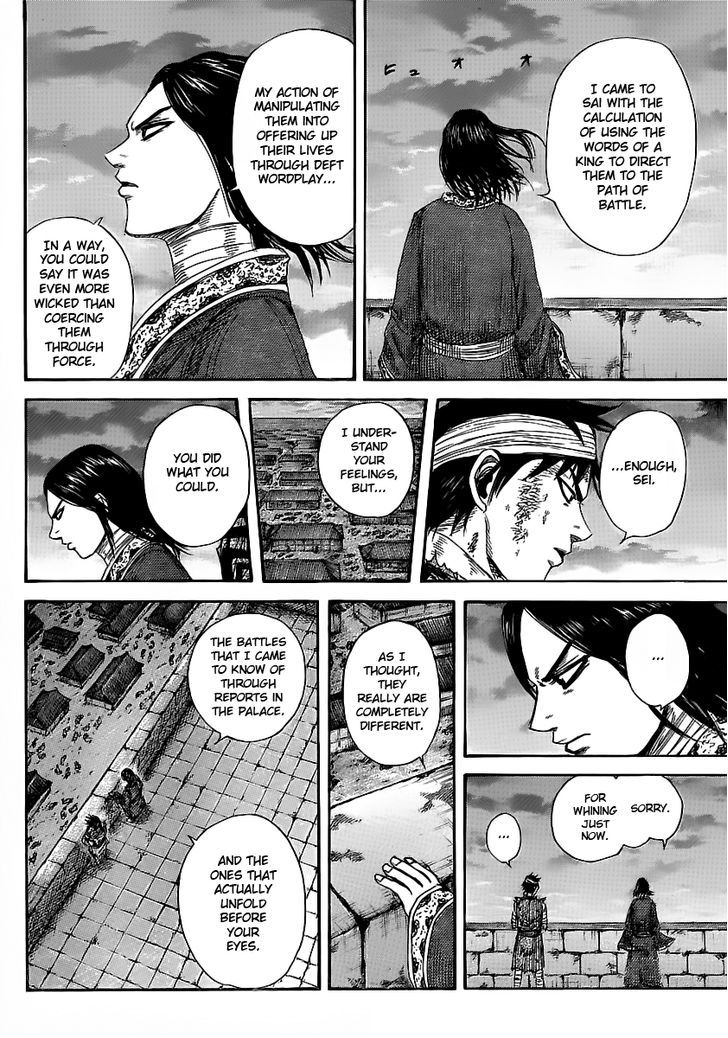 I CAME TO
SAI WITH THE
CALCULATION
OF USING THE
WORDS OF A
KING TO DIRECT
THEM TO THE
PATH OF
BATTLE.
ヒュオオ
MY ACTION OF
MANIPULATING
THEM INTO
OFFERING UP
THEIR LIVES
THROUGH DEFT
WORDPLAY...
IN A WAY,
YOU COULD
SAY IT WAS
EVEN MORE
WICKED THAN
COERCING
THEM
THROUGH
FORCE.
...ENOUGH,
SEI.
I UNDER-
STAND
YOUR
FEELINGS,
BUT...
YOU DID
WHAT YOU
COULD.
...
SORRY.
FOR
WHINING
JUST
NOW.
...
AS I
THOUGHT,
THEY
REALLY ARE
COMPLETELY
DIFFERENT.
THE BATTLES
THAT I CAME
TO KNOW OF
THROUGH
REPORTS IN
THE PALACE.
AND THE
ONES THAT
ACTUALLY
UNFOLD
BEFORE
YOUR
EYES.